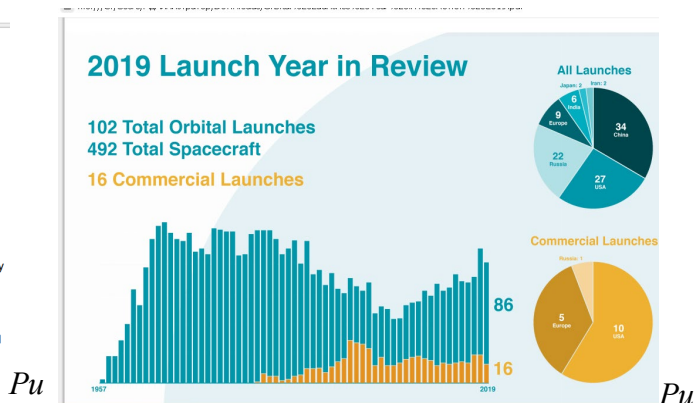 2019 Launch Year in Review
102 Total Orbital Launches
492 Total Spacecraft
16 Commercial Launches
All Launches
Japan: 2
Iran: 2
6
India
9
Europe
34
China
22
Russia
27
USA
Commercial Launches
Russia: 1
5
Europe
10
USA
86
16
1957
2019
y
Pu
Pu